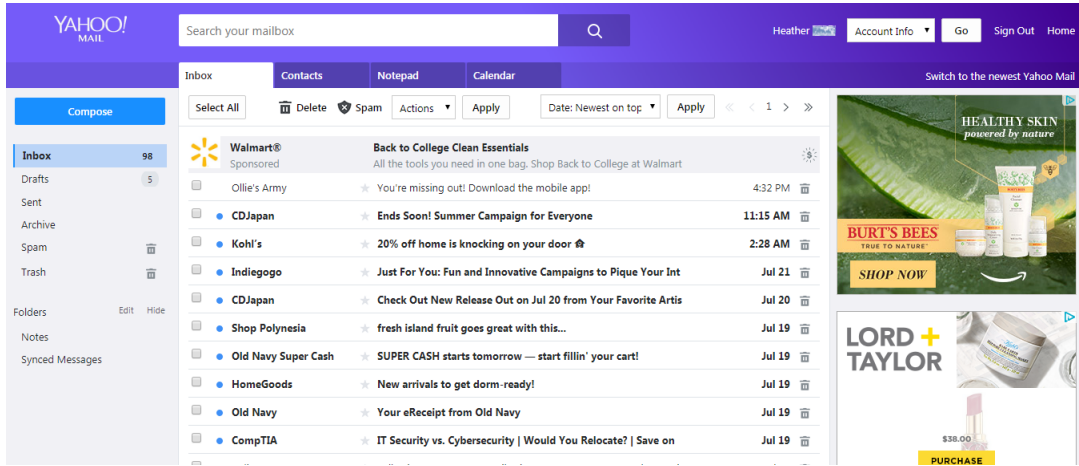 YAHOO!
MAIL
Search your mailbox
Heather
Account Info
Go
Sign Out
Home
Inbox
Contacts
Notepad
Calendar
Switch to the newest Yahoo Mail
Compose
Select All
Delete
Spam
Actions
Apply
Date: Newest on top
Apply
1
Inbox 98
Drafts 5
Sent
Archive
Spam
Trash
Folders Edit Hide
Notes
Synced Messages
Walmart® Back to College Clean Essentials
Sponsored All the tools you need in one bag. Shop Back to College at Walmart
Ollie's Army You're missing out! Download the mobile app! 4:32 PM
CDJapan Ends Soon! Summer Campaign for Everyone 11:15 AM
Kohl's 20% off home is knocking on your door 2:28 AM
Indiegogo Just For You: Fun and Innovative Campaigns to Pique Your Int Jul 21
CDJapan Check Out New Release Out on Jul 20 from Your Favorite Artis Jul 20
Shop Polynesia fresh island fruit goes great with this... Jul 19
Old Navy Super Cash SUPER CASH starts tomorrow — start fillin' your cart! Jul 19
HomeGoods New arrivals to get dorm-ready! Jul 19
Old Navy Your eReceipt from Old Navy Jul 19
CompTIA IT Security vs. Cybersecurity | Would You Relocate? | Save on Jul 19
HEALTHY SKIN
powered by nature
BURT'S BEES
TRUE TO NATURE
SHOP NOW
LORD +
TAYLOR
$38.00
PURCHASE